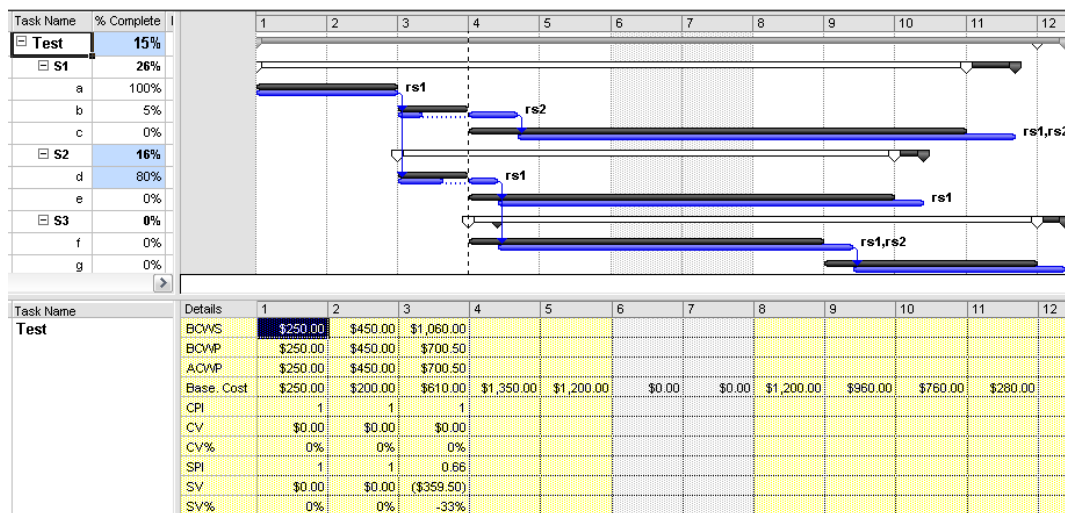 Task Name % Complete 1 2 3 4 5 6 7 8 9 10 11 12
Test 15%
S1 26%
a 100% rs1
b 5% rs2
c 0% rs1,rs2
S2 16%
d 80% rs1
e 0% rs1
S3 0%
f 0% rs1,rs2
g 0%
Task Name Details 1 2 3 4 5 6 7 8 9 10 11 12
Test BCWS $250.00 $450.00 $1,060.00
BCWP $250.00 $450.00 $700.50
ACWP $250.00 $450.00 $700.50
Base. Cost $250.00 $200.00 $610.00 $1,350.00 $1,200.00 $0.00 $0.00 $1,200.00 $960.00 $760.00 $280.00
CPI 1 1 1
CV $0.00 $0.00 $0.00
CV% 0% 0% 0%
SPI 1 1 0.66
SV $0.00 $0.00 ($359.50)
SV% 0% 0% -33%